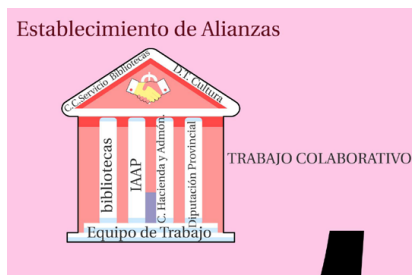 Establecimiento de Alianzas
C.C.Servicio Bibliotecas
D.T. Cultura
bibliotecas
IAAP
C. Hacienda y Admón.
Diputación Provincial
TRABAJO COLABORATIVO
Equipo de Trabajo